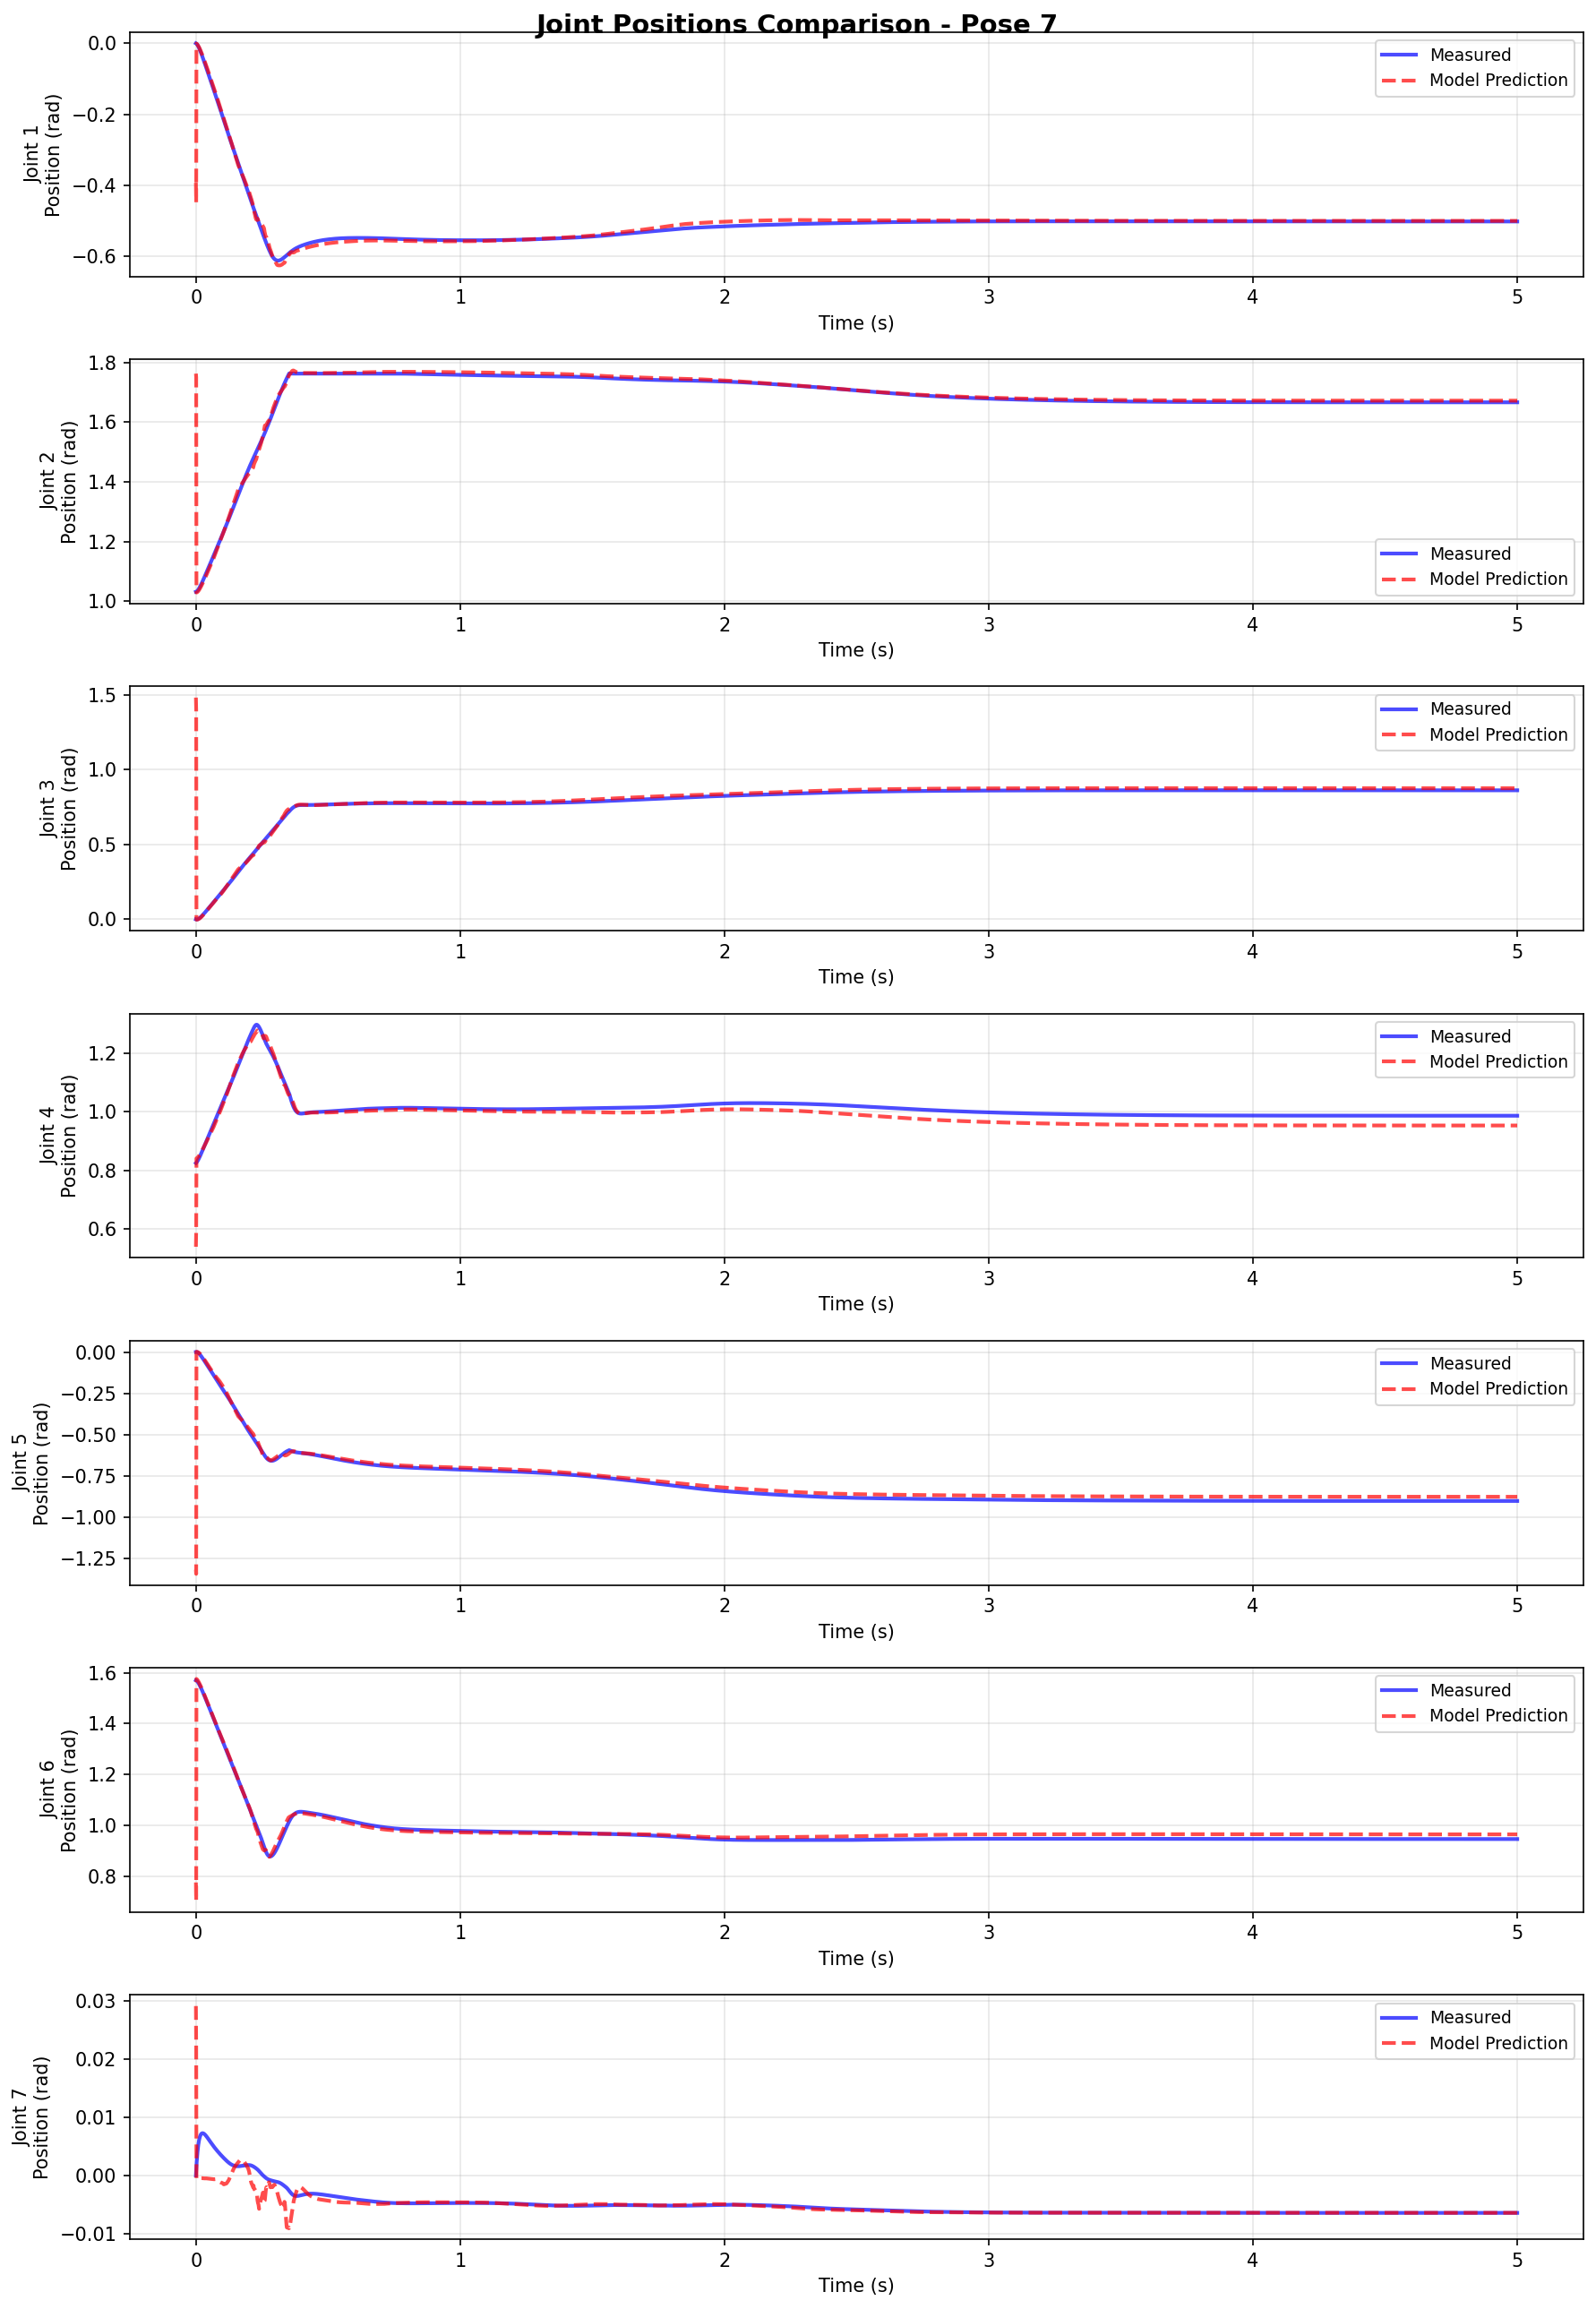 Joint Positions Comparison - Pose 7
Joint 1
Position (rad)
0.0
−0.2
−0.4
−0.6
Measured
Model Prediction
0 1 2 3 4 5
Time (s)
Joint 2
Position (rad)
1.8
1.6
1.4
1.2
1.0
Measured
Model Prediction
0 1 2 3 4 5
Time (s)
Joint 3
Position (rad)
1.5
1.0
0.5
0.0
Measured
Model Prediction
0 1 2 3 4 5
Time (s)
Joint 4
Position (rad)
1.2
1.0
0.8
0.6
Measured
Model Prediction
0 1 2 3 4 5
Time (s)
Joint 5
Position (rad)
0.00
−0.25
−0.50
−0.75
−1.00
−1.25
Measured
Model Prediction
0 1 2 3 4 5
Time (s)
Joint 6
Position (rad)
1.6
1.4
1.2
1.0
0.8
Measured
Model Prediction
0 1 2 3 4 5
Time (s)
Joint 7
Position (rad)
0.03
0.02
0.01
0.00
−0.01
Measured
Model Prediction
0 1 2 3 4 5
Time (s)